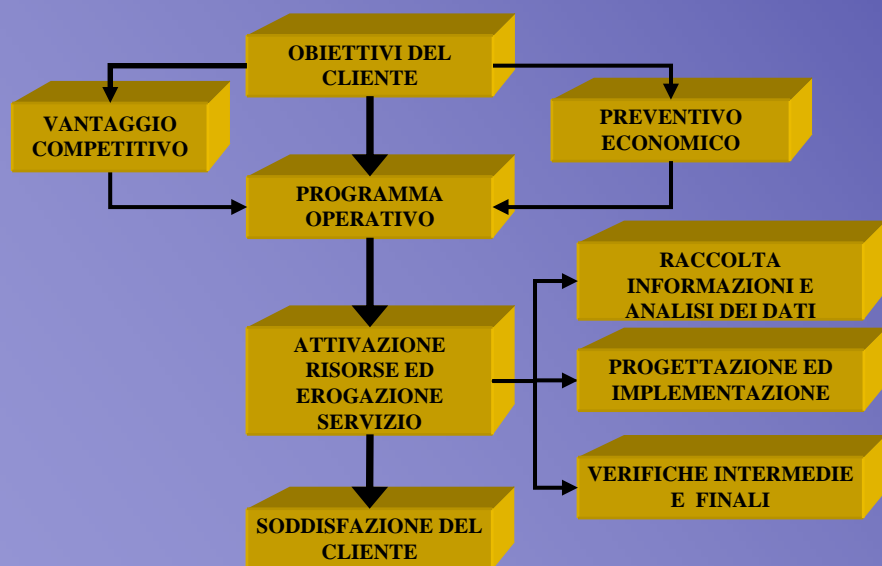 OBIETTIVI DEL
CLIENTE
VANTAGGIO
COMPETITIVO
PREVENTIVO
ECONOMICO
PROGRAMMA
OPERATIVO
RACCOLTA
INFORMAZIONI E
ANALISI DEI DATI
ATTIVAZIONE
RISORSE ED
EROGAZIONE
SERVIZIO
PROGETTAZIONE ED
IMPLEMENTAZIONE
VERIFICHE INTERMEDIE
E FINALI
SODDISFAZIONE DEL
CLIENTE